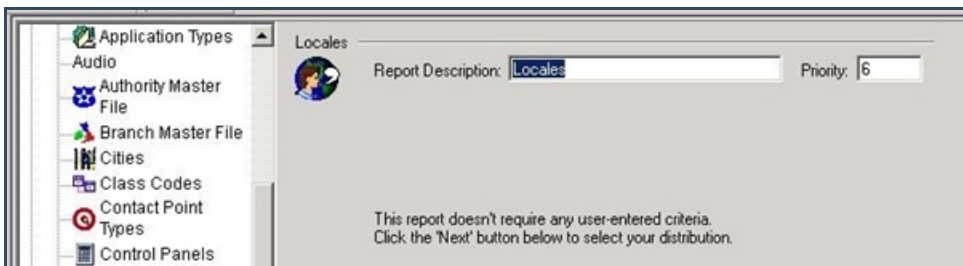 Application Types
Audio
Authority Master
File
Branch Master File
Cities
Class Codes
Contact Point
Types
Control Panels
Locales
Report Description: Locales
Priority: 6
This report doesn't require any user-entered criteria.
Click the 'Next' button below to select your distribution.